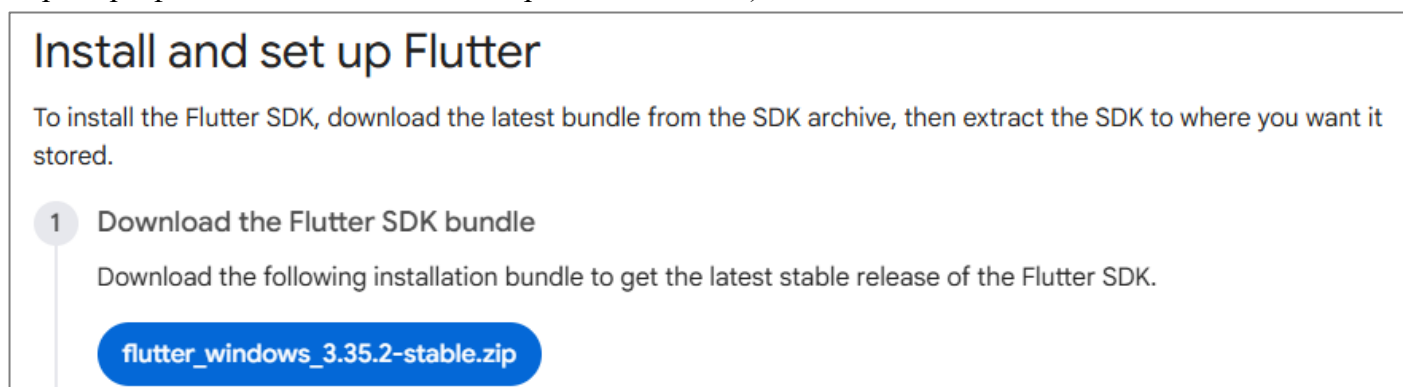 Install and set up Flutter
To install the Flutter SDK, download the latest bundle from the SDK archive, then extract the SDK to where you want it
stored.
1 Download the Flutter SDK bundle
Download the following installation bundle to get the latest stable release of the Flutter SDK.
flutter_windows_3.35.2-stable.zip